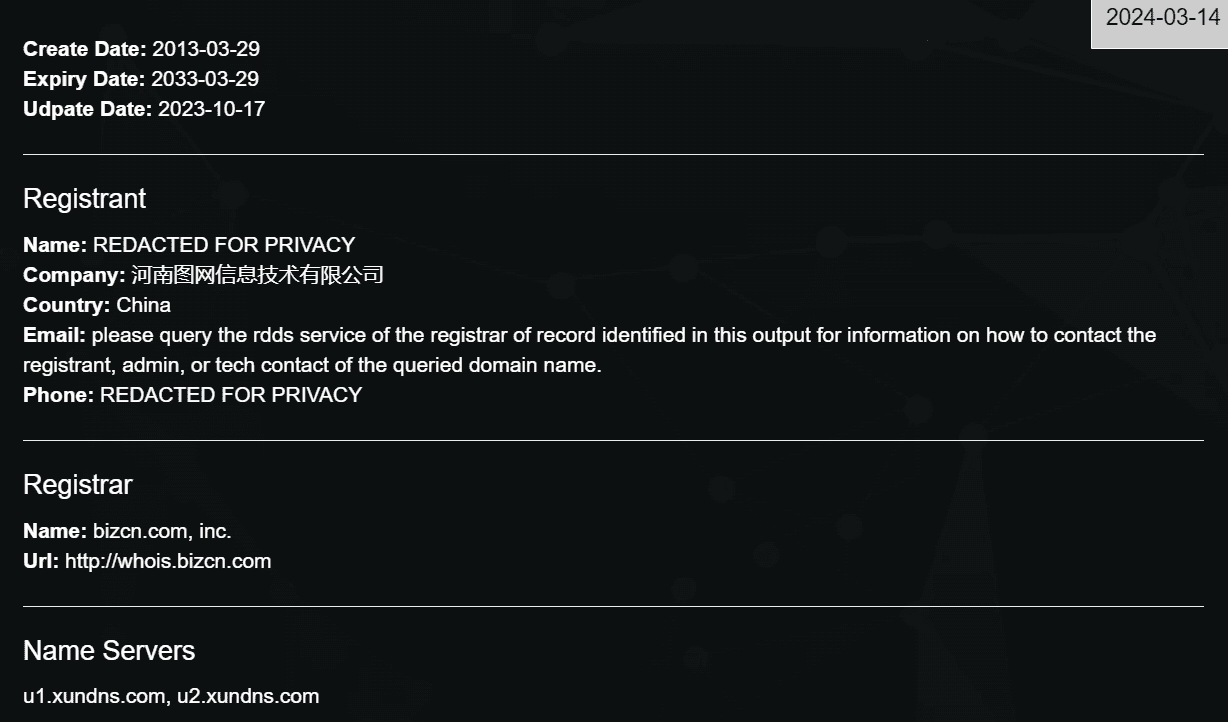 2024-03-14
Create Date: 2013-03-29
Expiry Date: 2033-03-29
Udpate Date: 2023-10-17
Registrant
Name: REDACTED FOR PRIVACY
Company: 河南图网信息技术有限公司
Country: China
Email: please query the rdds service of the registrar of record identified in this output for information on how to contact the
registrant, admin, or tech contact of the queried domain name.
Phone: REDACTED FOR PRIVACY
Registrar
Name: bizcn.com, inc.
Url: http://whois.bizcn.com
Name Servers
u1.xundns.com, u2.xundns.com